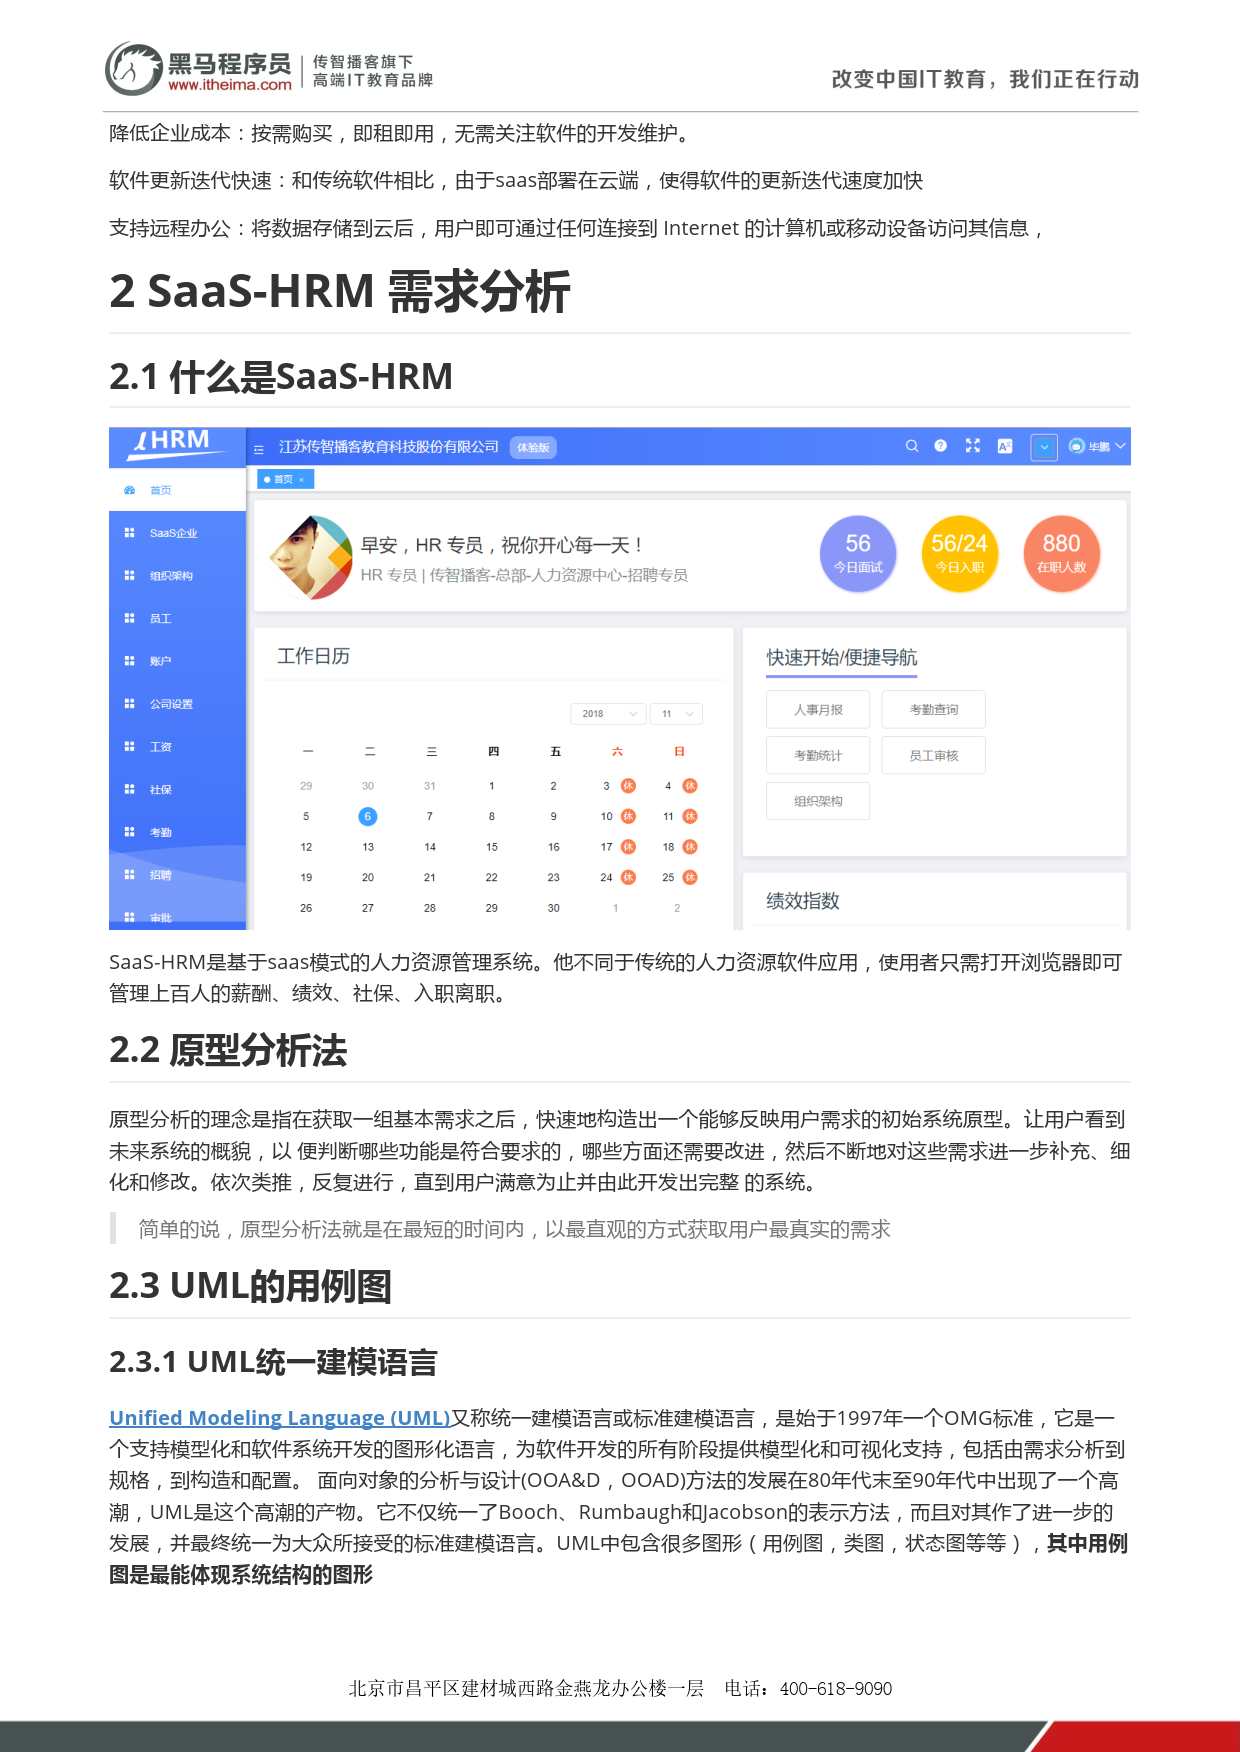 黑马程序员
www.itheima.com
传智播客旗下
高端IT教育品牌
改变中国IT教育，我们正在行动
降低企业成本：按需购买，即租即用，无需关注软件的开发维护。
软件更新迭代快速：和传统软件相比，由于saas部署在云端，使得软件的更新迭代速度加快
支持远程办公：将数据存储到云后，用户即可通过任何连接到 Internet 的计算机或移动设备访问其信息，
2 SaaS-HRM 需求分析
2.1 什么是SaaS-HRM
HRM
江苏传智播客教育科技股份有限公司 体验版
毕鹏
首页 ×
首页
SaaS企业
组织架构
员工
账户
公司设置
工资
社保
考勤
招聘
审批
早安，HR 专员，祝你开心每一天！
HR 专员 | 传智播客-总部-人力资源中心-招聘专员
56 今日面试
56/24 今日入职
880 在职人数
工作日历
2018 11
一 二 三 四 五 六 日
29 30 31 1 2 3 休 4 休
5 6 7 8 9 10 休 11 休
12 13 14 15 16 17 休 18 休
19 20 21 22 23 24 休 25 休
26 27 28 29 30 1 2
快速开始/便捷导航
人事月报 考勤查询
考勤统计 员工审核
组织架构
绩效指数
SaaS-HRM是基于saas模式的人力资源管理系统。他不同于传统的人力资源软件应用，使用者只需打开浏览器即可
管理上百人的薪酬、绩效、社保、入职离职。
2.2 原型分析法
原型分析的理念是指在获取一组基本需求之后，快速地构造出一个能够反映用户需求的初始系统原型。让用户看到
未来系统的概貌，以 便判断哪些功能是符合要求的，哪些方面还需要改进，然后不断地对这些需求进一步补充、细
化和修改。依次类推，反复进行，直到用户满意为止并由此开发出完整 的系统。
简单的说，原型分析法就是在最短的时间内，以最直观的方式获取用户最真实的需求
2.3 UML的用例图
2.3.1 UML统一建模语言
Unified Modeling Language (UML)又称统一建模语言或标准建模语言，是始于1997年一个OMG标准，它是一
个支持模型化和软件系统开发的图形化语言，为软件开发的所有阶段提供模型化和可视化支持，包括由需求分析到
规格，到构造和配置。 面向对象的分析与设计(OOA&D，OOAD)方法的发展在80年代末至90年代中出现了一个高
潮，UML是这个高潮的产物。它不仅统一了Booch、Rumbaugh和Jacobson的表示方法，而且对其作了进一步的
发展，并最终统一为大众所接受的标准建模语言。UML中包含很多图形（用例图，类图，状态图等等），其中用例
图是最能体现系统结构的图形
北京市昌平区建材城西路金燕龙办公楼一层 电话：400-618-9090